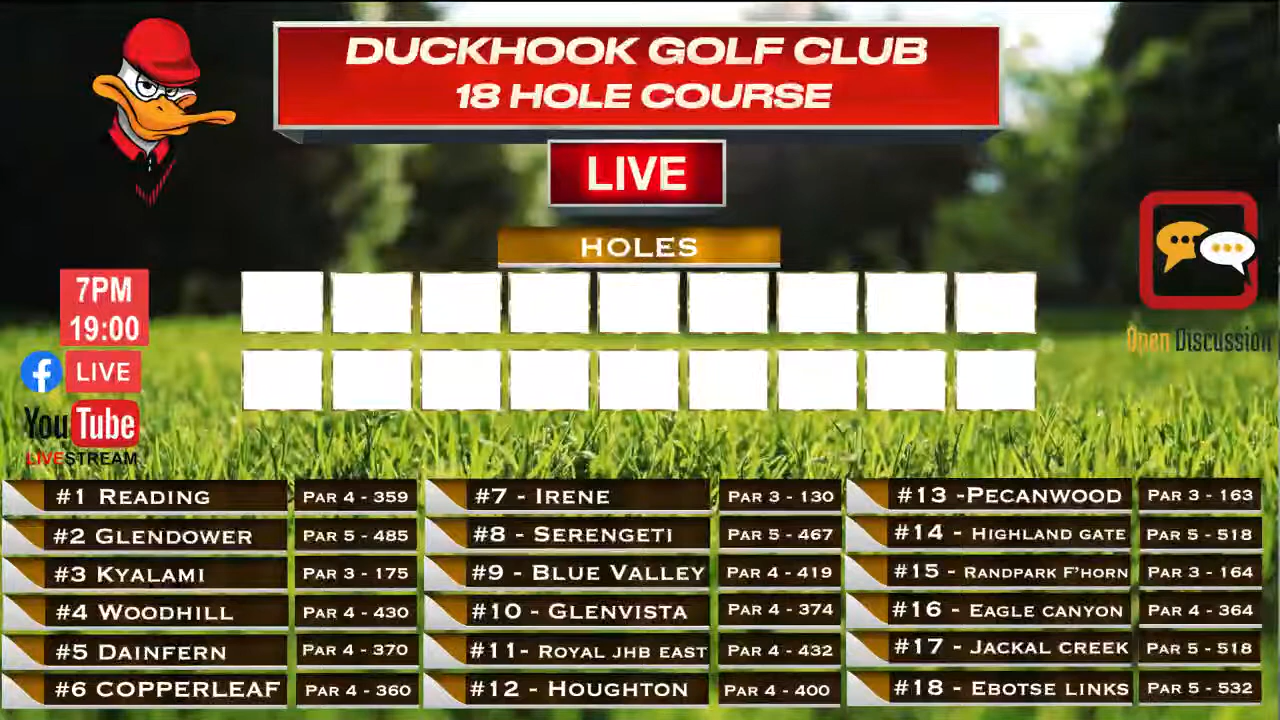 DUCKHOOK GOLF CLUB
18 HOLE COURSE
LIVE
HOLES
7PM
19:00
LIVE
YouTube
LIVESTREAM
Open Discussion
#1 READING PAR 4 - 359
#2 GLENDOWER PAR 5 - 485
#3 KYALAMI PAR 3 - 175
#4 WOODHILL PAR 4 - 430
#5 DAINFERN PAR 4 - 370
#6 COPPERLEAF PAR 4 - 360
#7 - IRENE PAR 3 - 130
#8 - SERENGETI PAR 5 - 467
#9 - BLUE VALLEY PAR 4 - 419
#10 - GLENVISTA PAR 4 - 374
#11- ROYAL JHB EAST PAR 4 - 432
#12 - HOUGHTON PAR 4 - 400
#13 -PECANWOOD PAR 3 - 163
#14 - HIGHLAND GATE PAR 5 - 518
#15 - RANDPARK F'HORN PAR 3 - 164
#16 - EAGLE CANYON PAR 4 - 364
#17 - JACKAL CREEK PAR 5 - 518
#18 - EBOTSE LINKS PAR 5 - 532